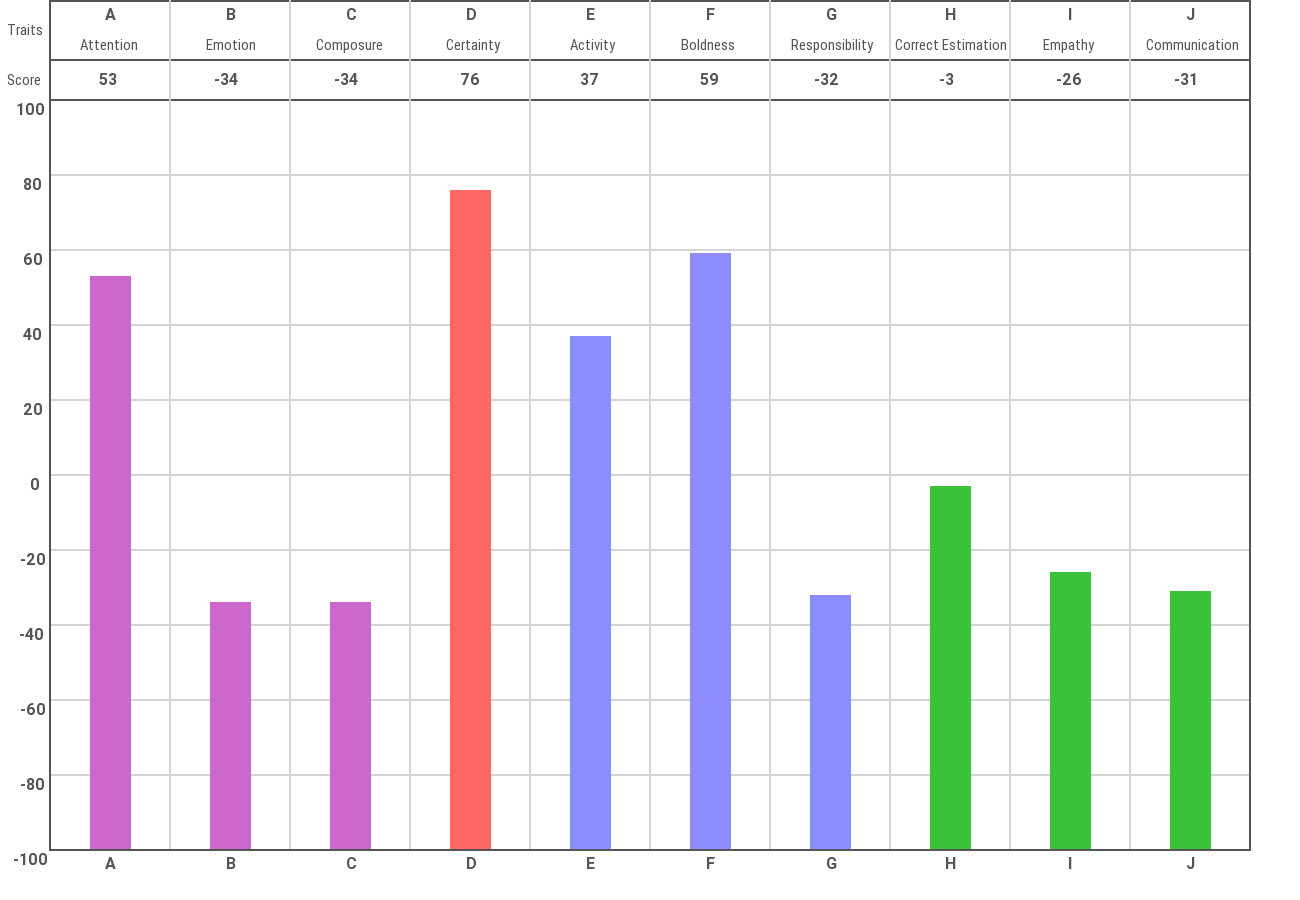 A B C D E F G H I J
Traits
Attention Emotion Composure Certainty Activity Boldness Responsibility Correct Estimation Empathy Communication
Score 53 -34 -34 76 37 59 -32 -3 -26 -31
100
80
60
40
20
0
-20
-40
-60
-80
-100
A B C D E F G H I J